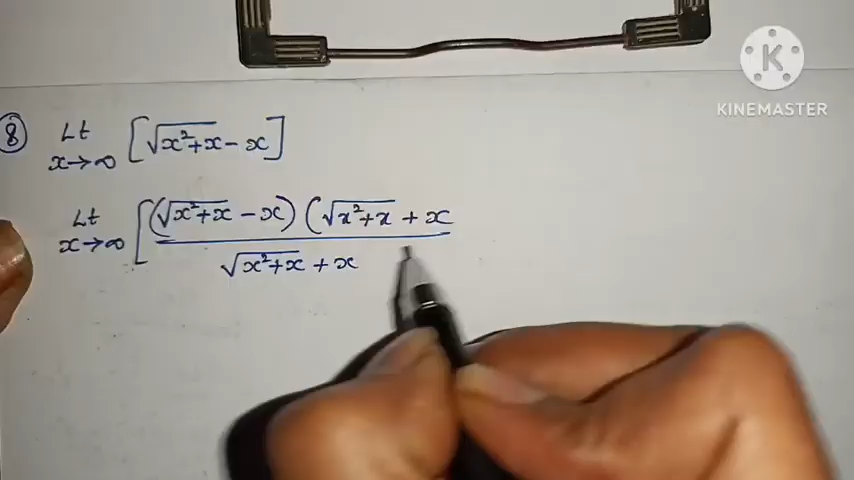 K
KINEMASTER
8 Lt x→∞ [√x²+x - x]
Lt x→∞ [(√x²+x - x) (√x²+x + x / √x²+x + x